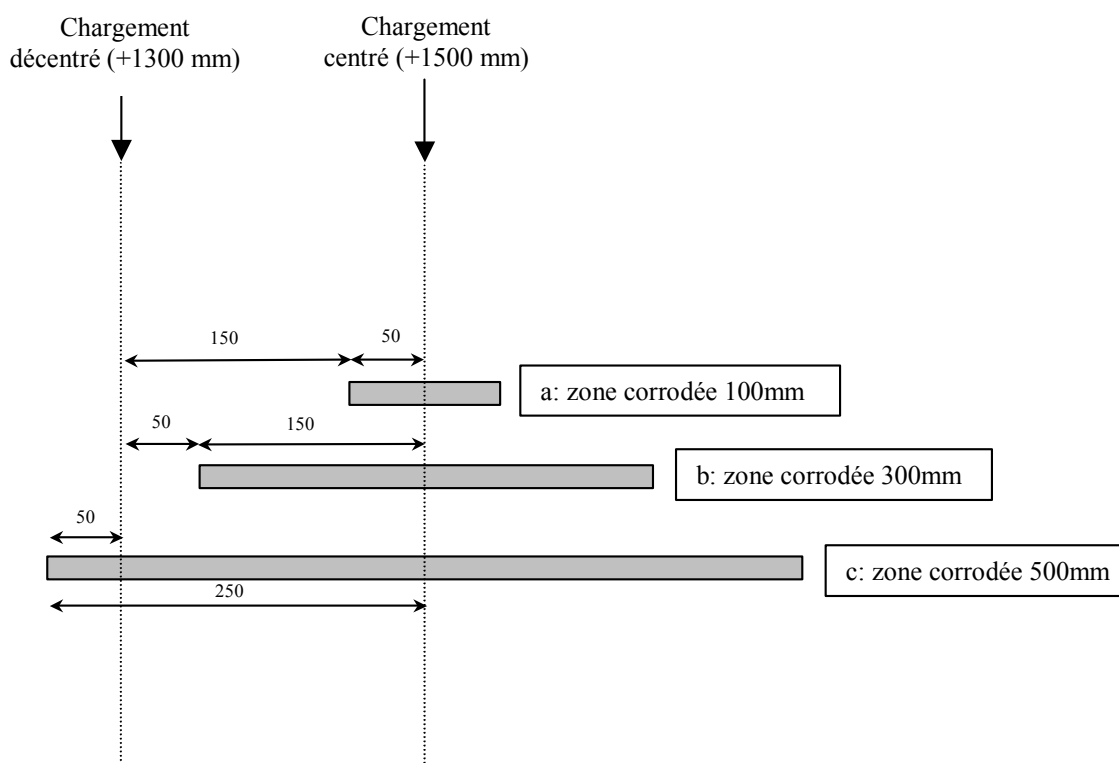 Chargement
décentré (+1300 mm)
Chargement
centré (+1500 mm)
150
50
a: zone corrodée 100mm
50
150
b: zone corrodée 300mm
50
c: zone corrodée 500mm
250